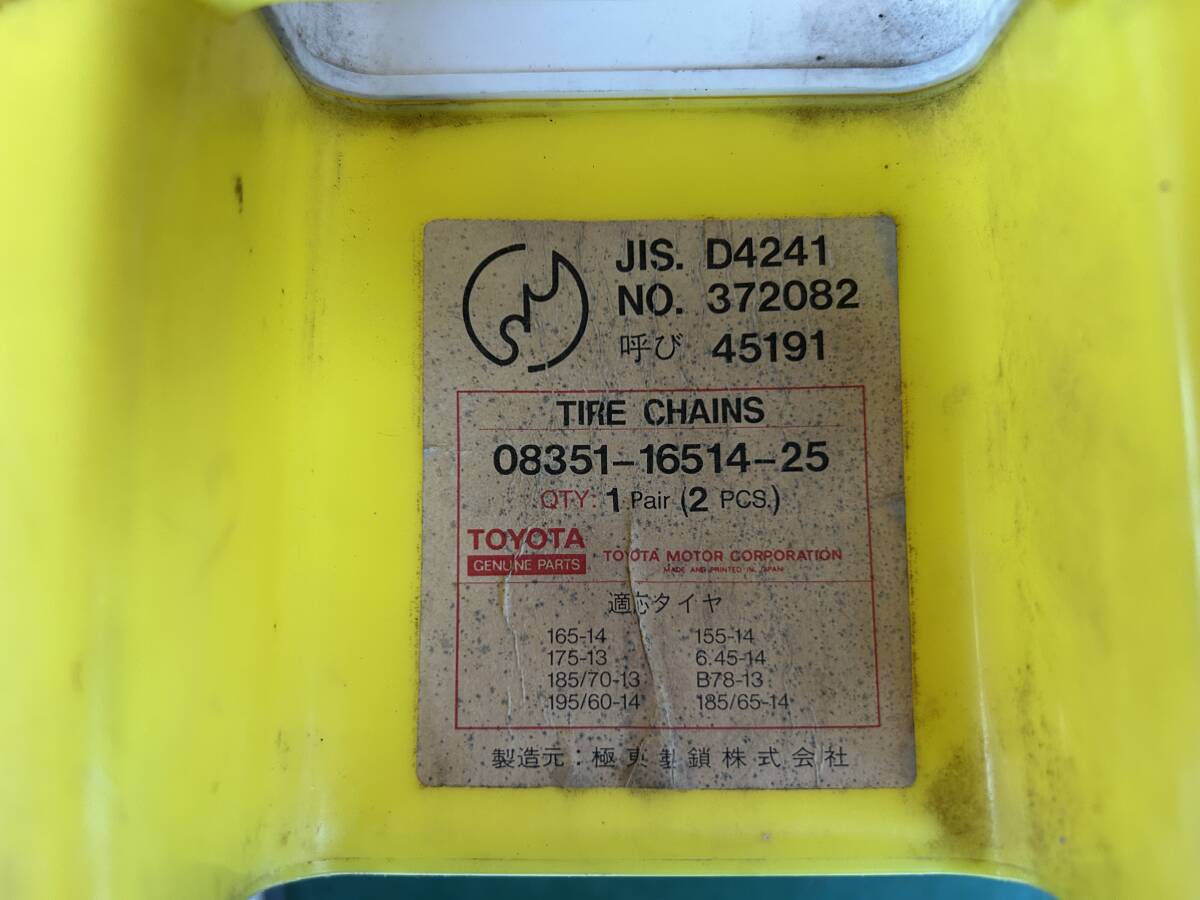 JIS. D4241
NO. 372082
呼び 45191
TIRE CHAINS
08351-16514-25
QTY: 1 Pair (2 PCS.)
TOYOTA
GENUINE PARTS
TOYOTA MOTOR CORPORATION
MADE AND PRINTED IN JAPAN
適応タイヤ
165-14 155-14
175-13 6.45-14
185/70-13 B78-13
195/60-14 185/65-14
製造元：極東製鎖株式会社